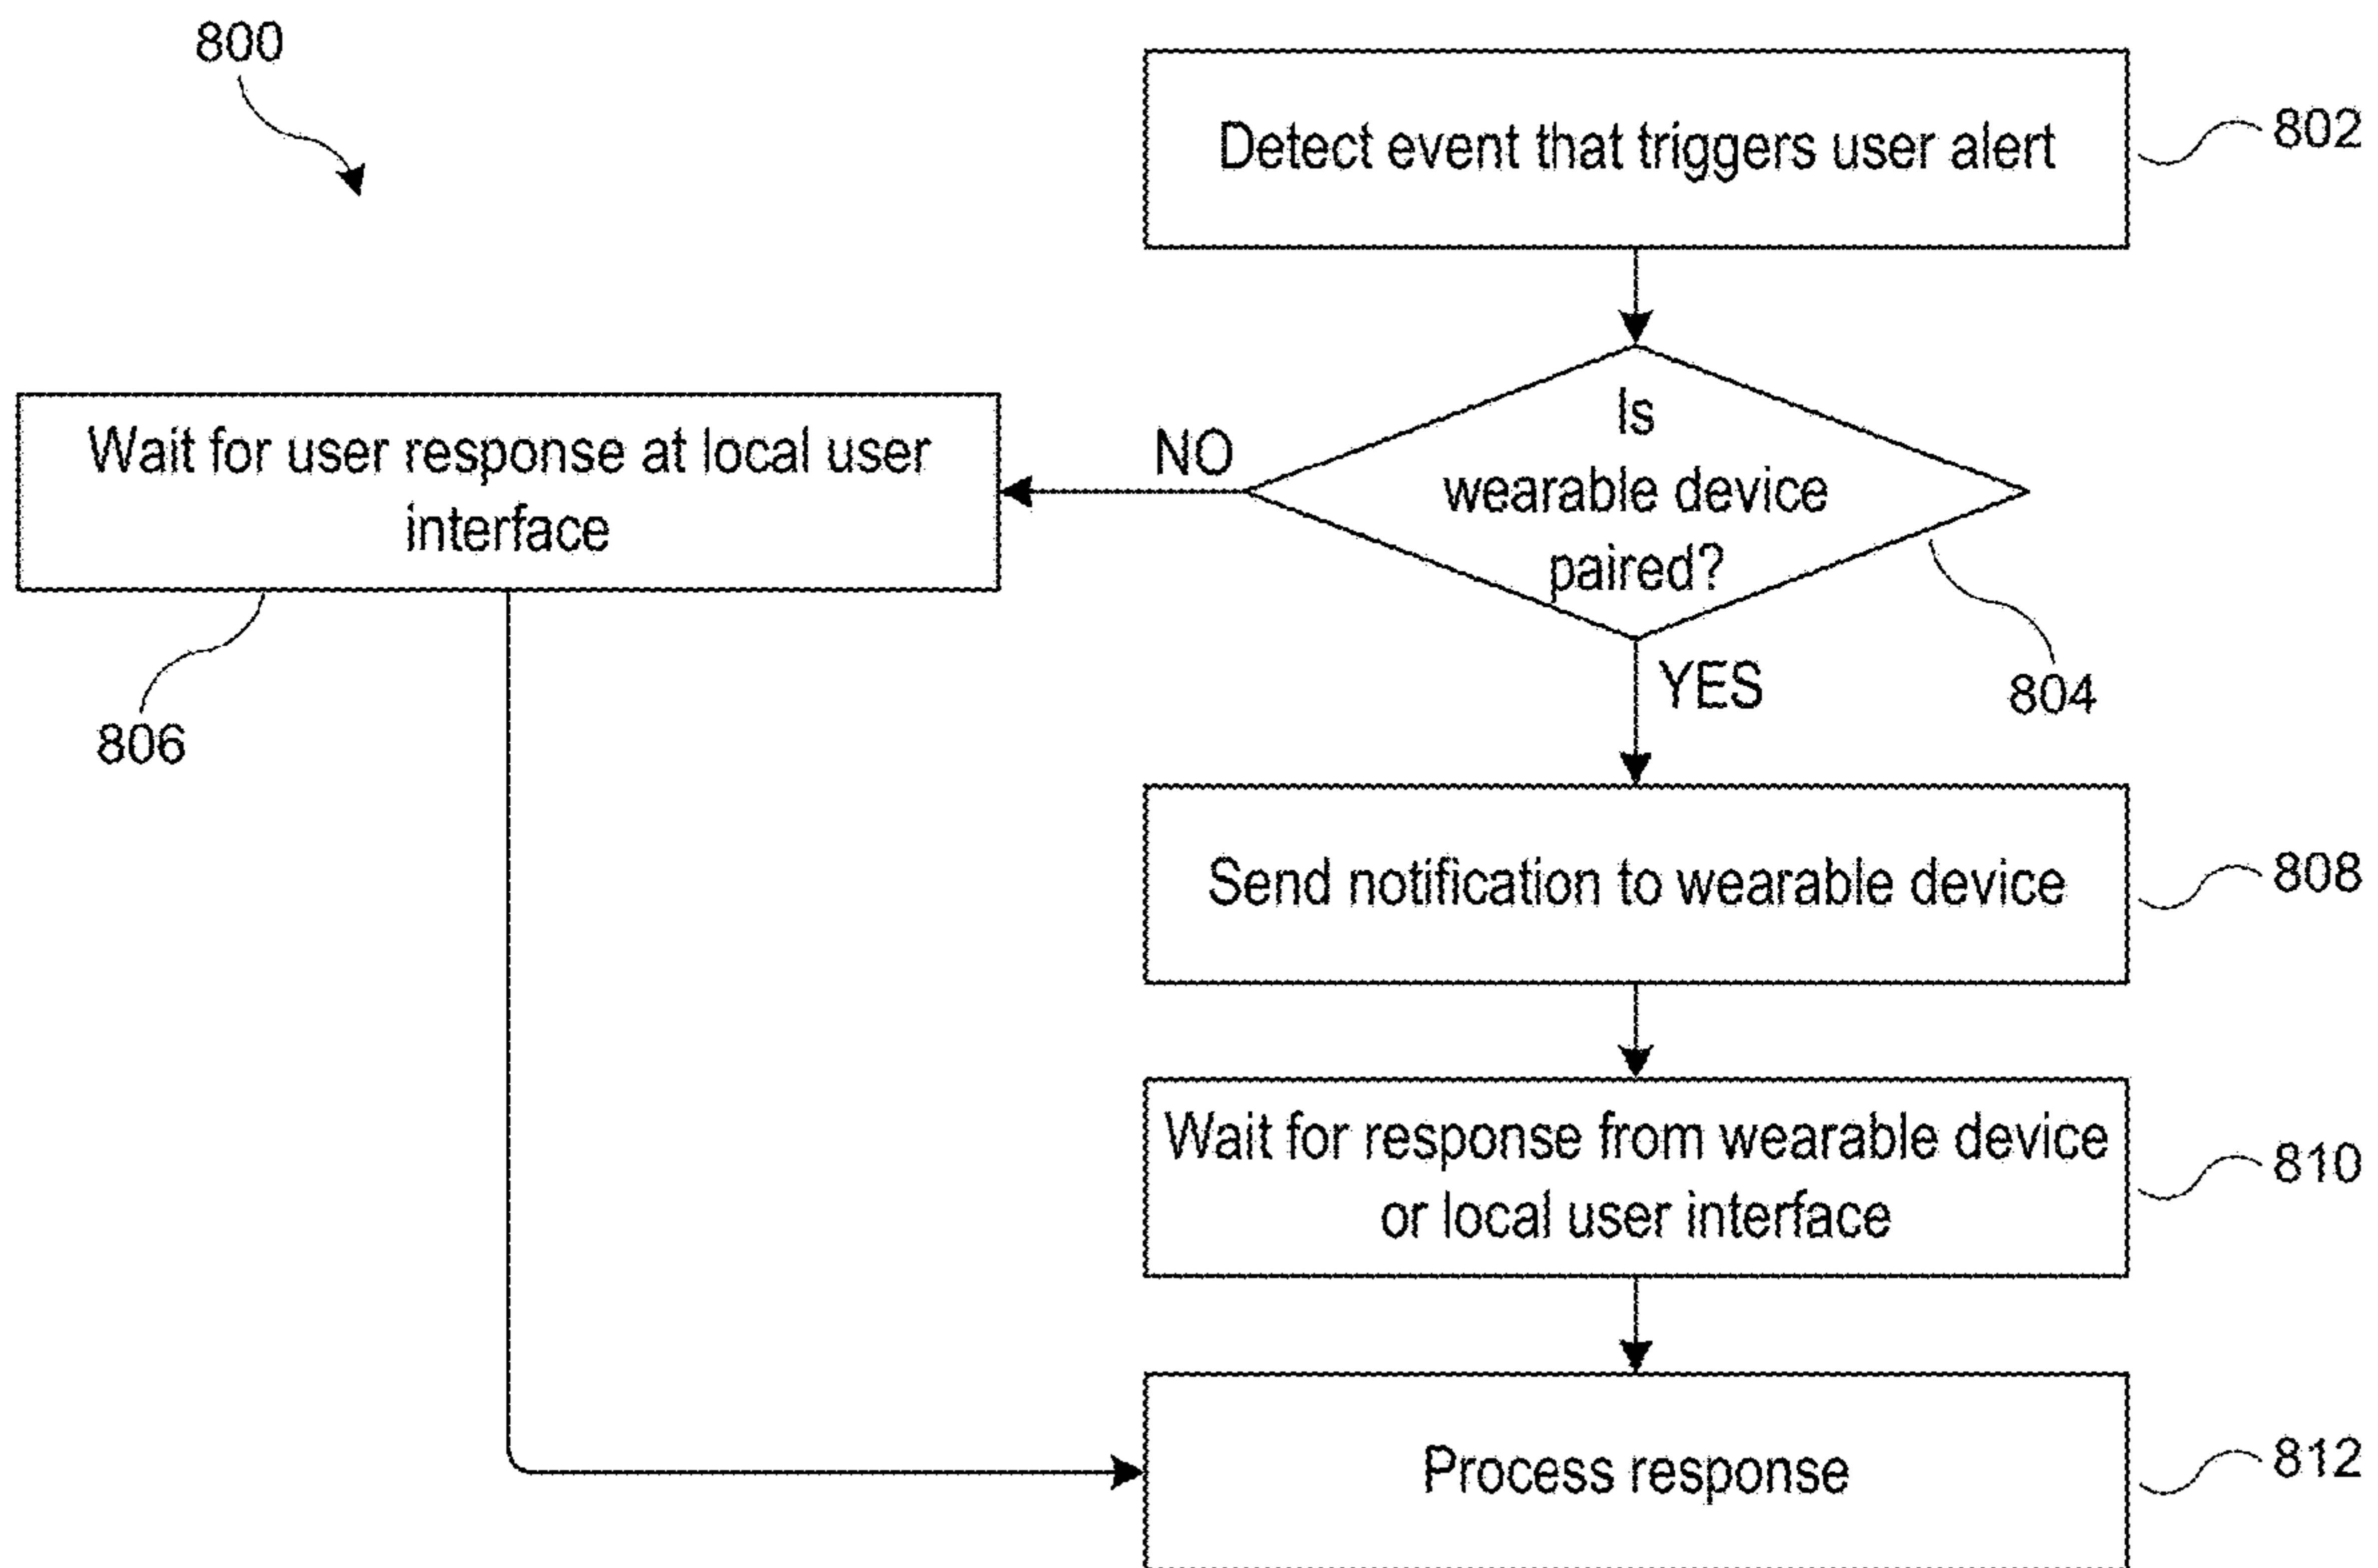 800
Detect event that triggers user alert
802
Is
wearable device
paired?
804
NO
Wait for user response at local user
interface
806
YES
Send notification to wearable device
808
Wait for response from wearable device
or local user interface
810
Process response
812